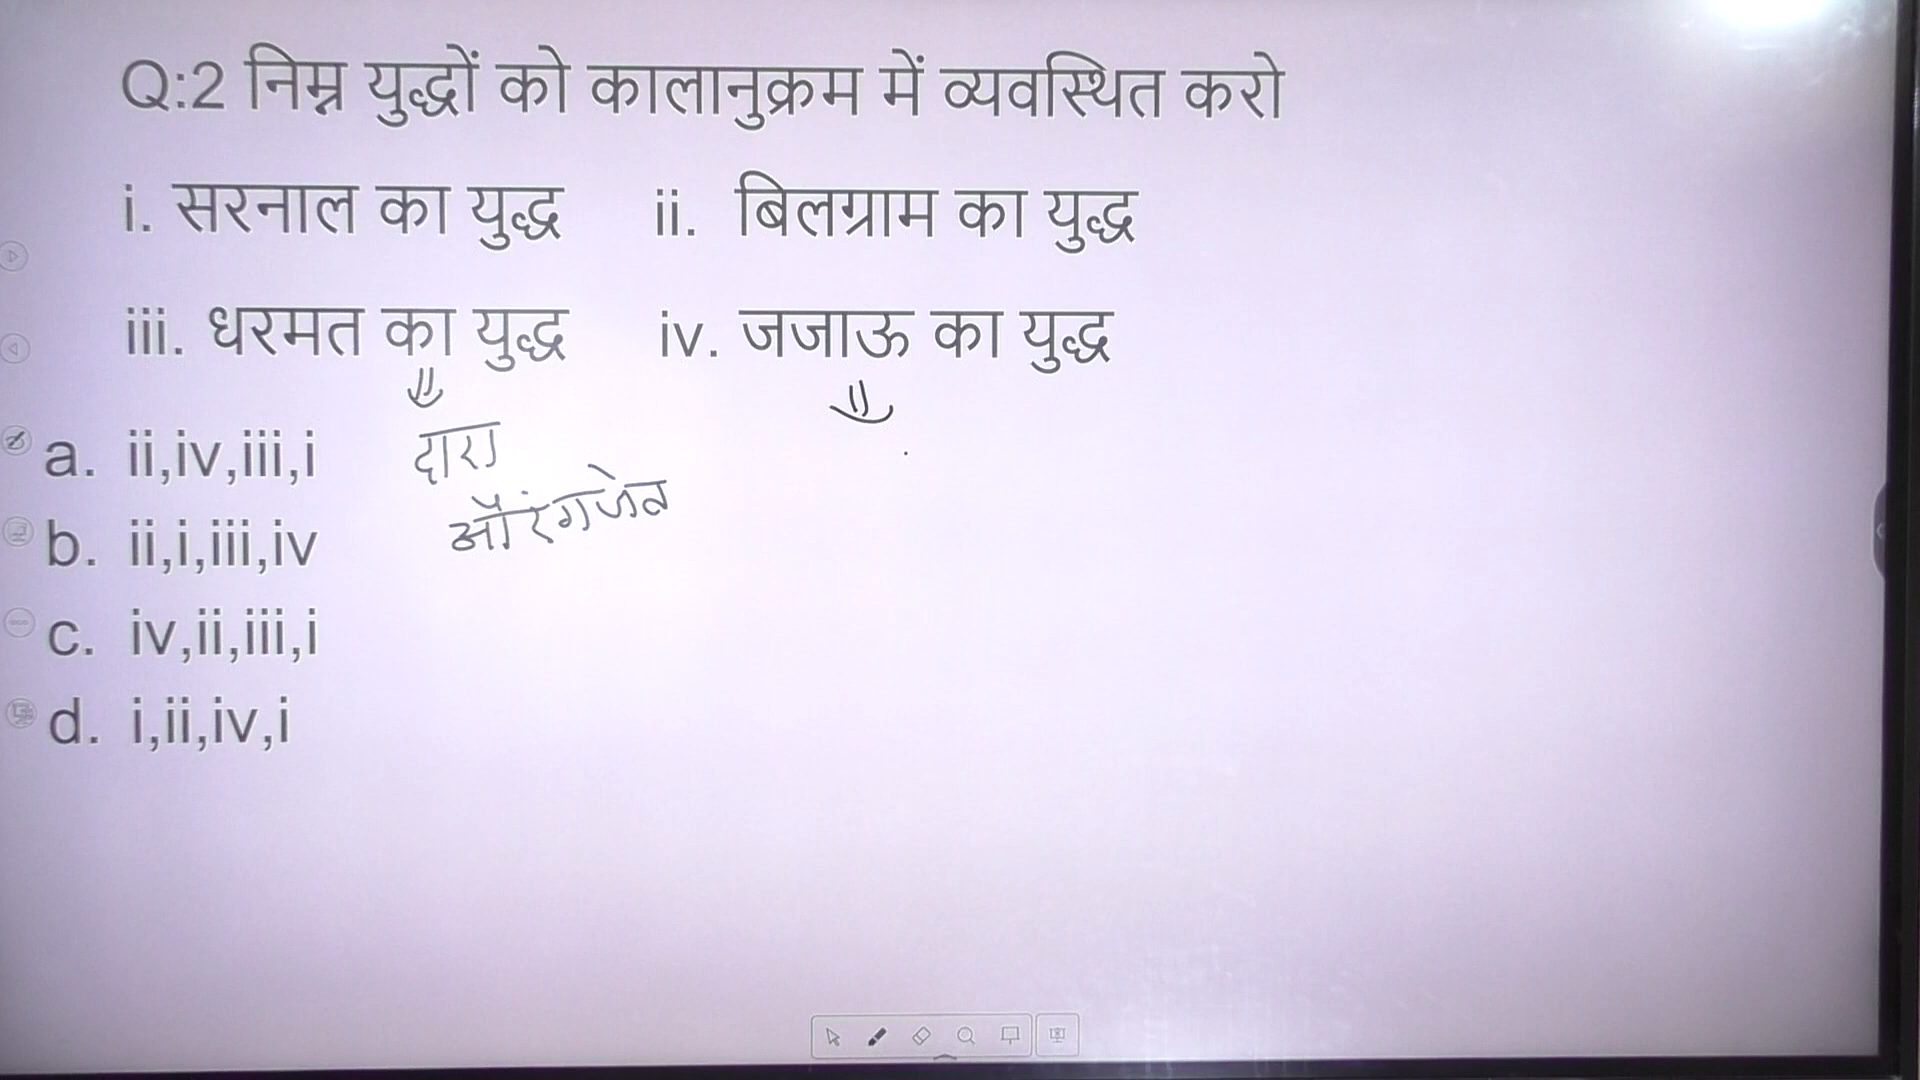 Q:2 निम्न युद्धों को कालानुक्रम में व्यवस्थित करो
i. सरनाल का युद्ध ii. बिलग्राम का युद्ध
iii. धरमत का युद्ध iv. जजाऊ का युद्ध
दारा
औरंगजेब
a. ii,iv,iii,i
b. ii,i,iii,iv
c. iv,ii,iii,i
d. i,ii,iv,i